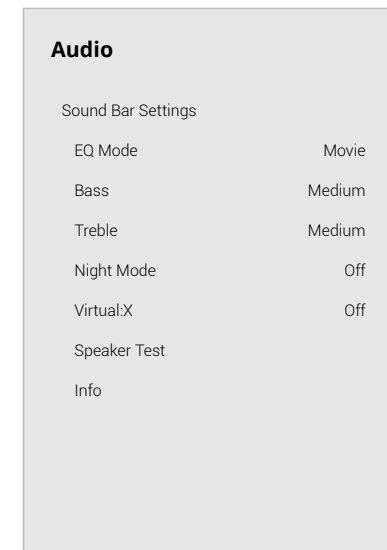 Audio
Sound Bar Settings
EQ Mode Movie
Bass Medium
Treble Medium
Night Mode Off
Virtual:X Off
Speaker Test
Info